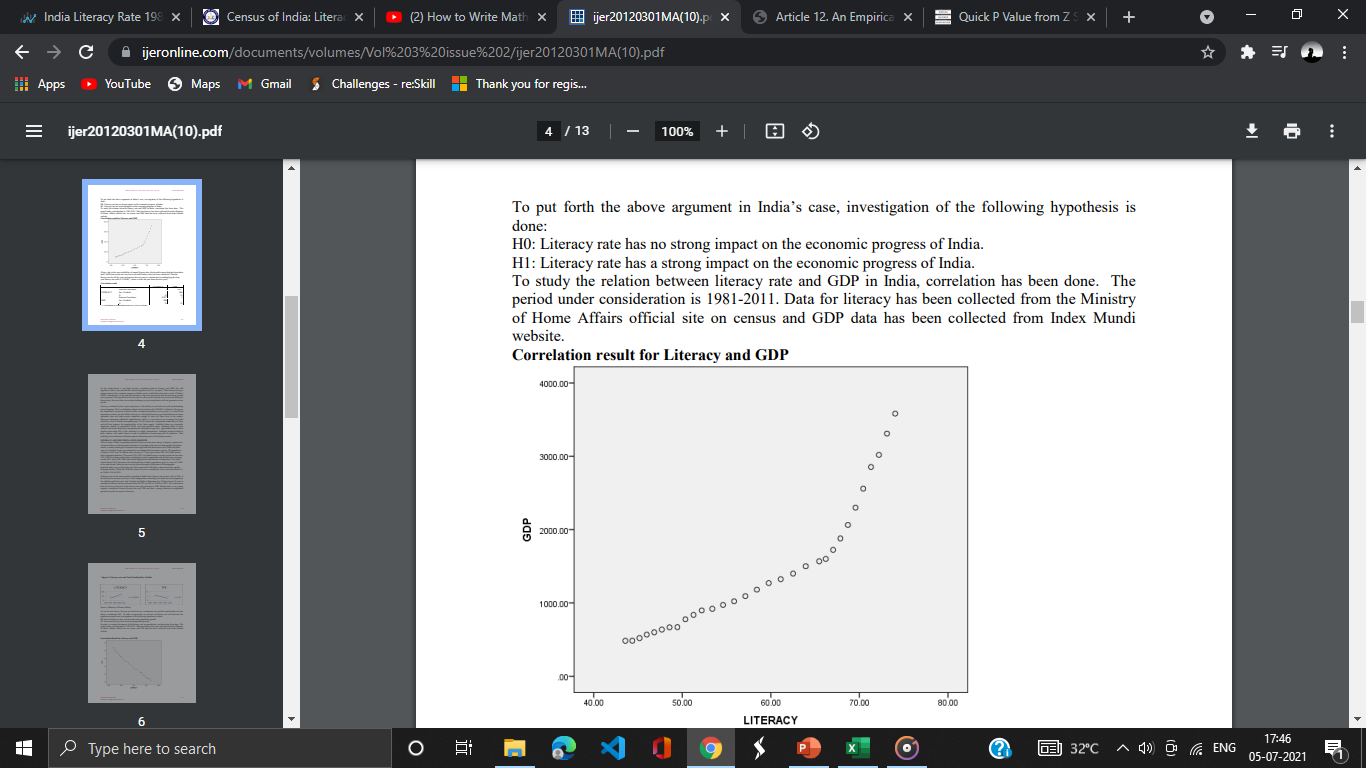 India Literacy Rate 198
Census of India: Literac
(2) How to Write Math
ijer20120301MA(10).p
Article 12. An Empirica
Quick P Value from Z S
ijeronline.com/documents/volumes/Vol%203%20issue%202/ijer20120301MA(10).pdf
Apps YouTube Maps Gmail Challenges - re:Skill Thank you for regis...
ijer20120301MA(10).pdf 4 / 13 100%
4
5
6
To put forth the above argument in India's case, investigation of the following hypothesis is
done:
H0: Literacy rate has no strong impact on the economic progress of India.
H1: Literacy rate has a strong impact on the economic progress of India.
To study the relation between literacy rate and GDP in India, correlation has been done. The
period under consideration is 1981-2011. Data for literacy has been collected from the Ministry
of Home Affairs official site on census and GDP data has been collected from Index Mundi
website.
Correlation result for Literacy and GDP
4000.00
3000.00
GDP
2000.00
1000.00
.00
40.00 50.00 60.00 70.00 80.00
LITERACY
Type here to search
32°C ENG
17:46
05-07-2021
1